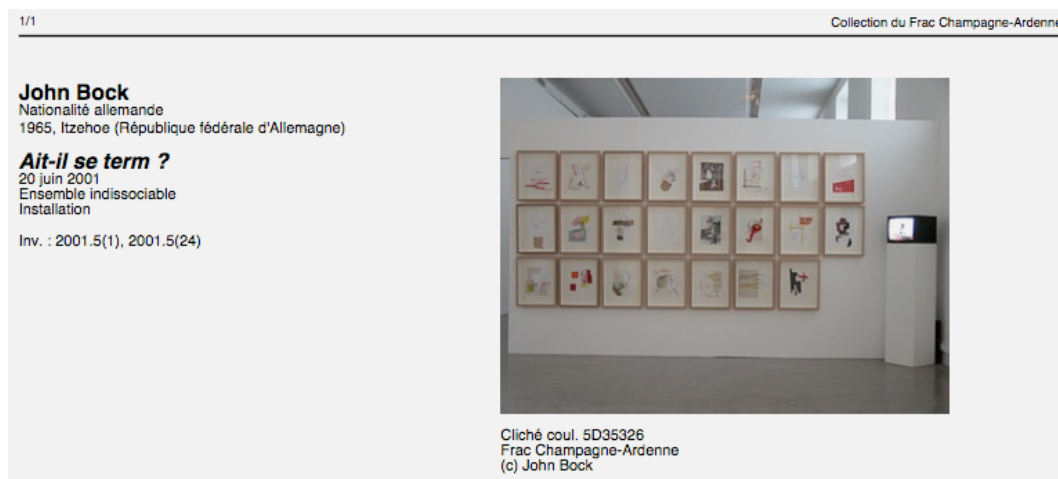 1/1
Collection du Frac Champagne-Ardenne
John Bock
Nationalité allemande
1965, Itzehoe (République fédérale d'Allemagne)
Ait-il se term ?
20 juin 2001
Ensemble indissociable
Installation
Inv. : 2001.5(1), 2001.5(24)
Cliché coul. 5D35326
Frac Champagne-Ardenne
(c) John Bock